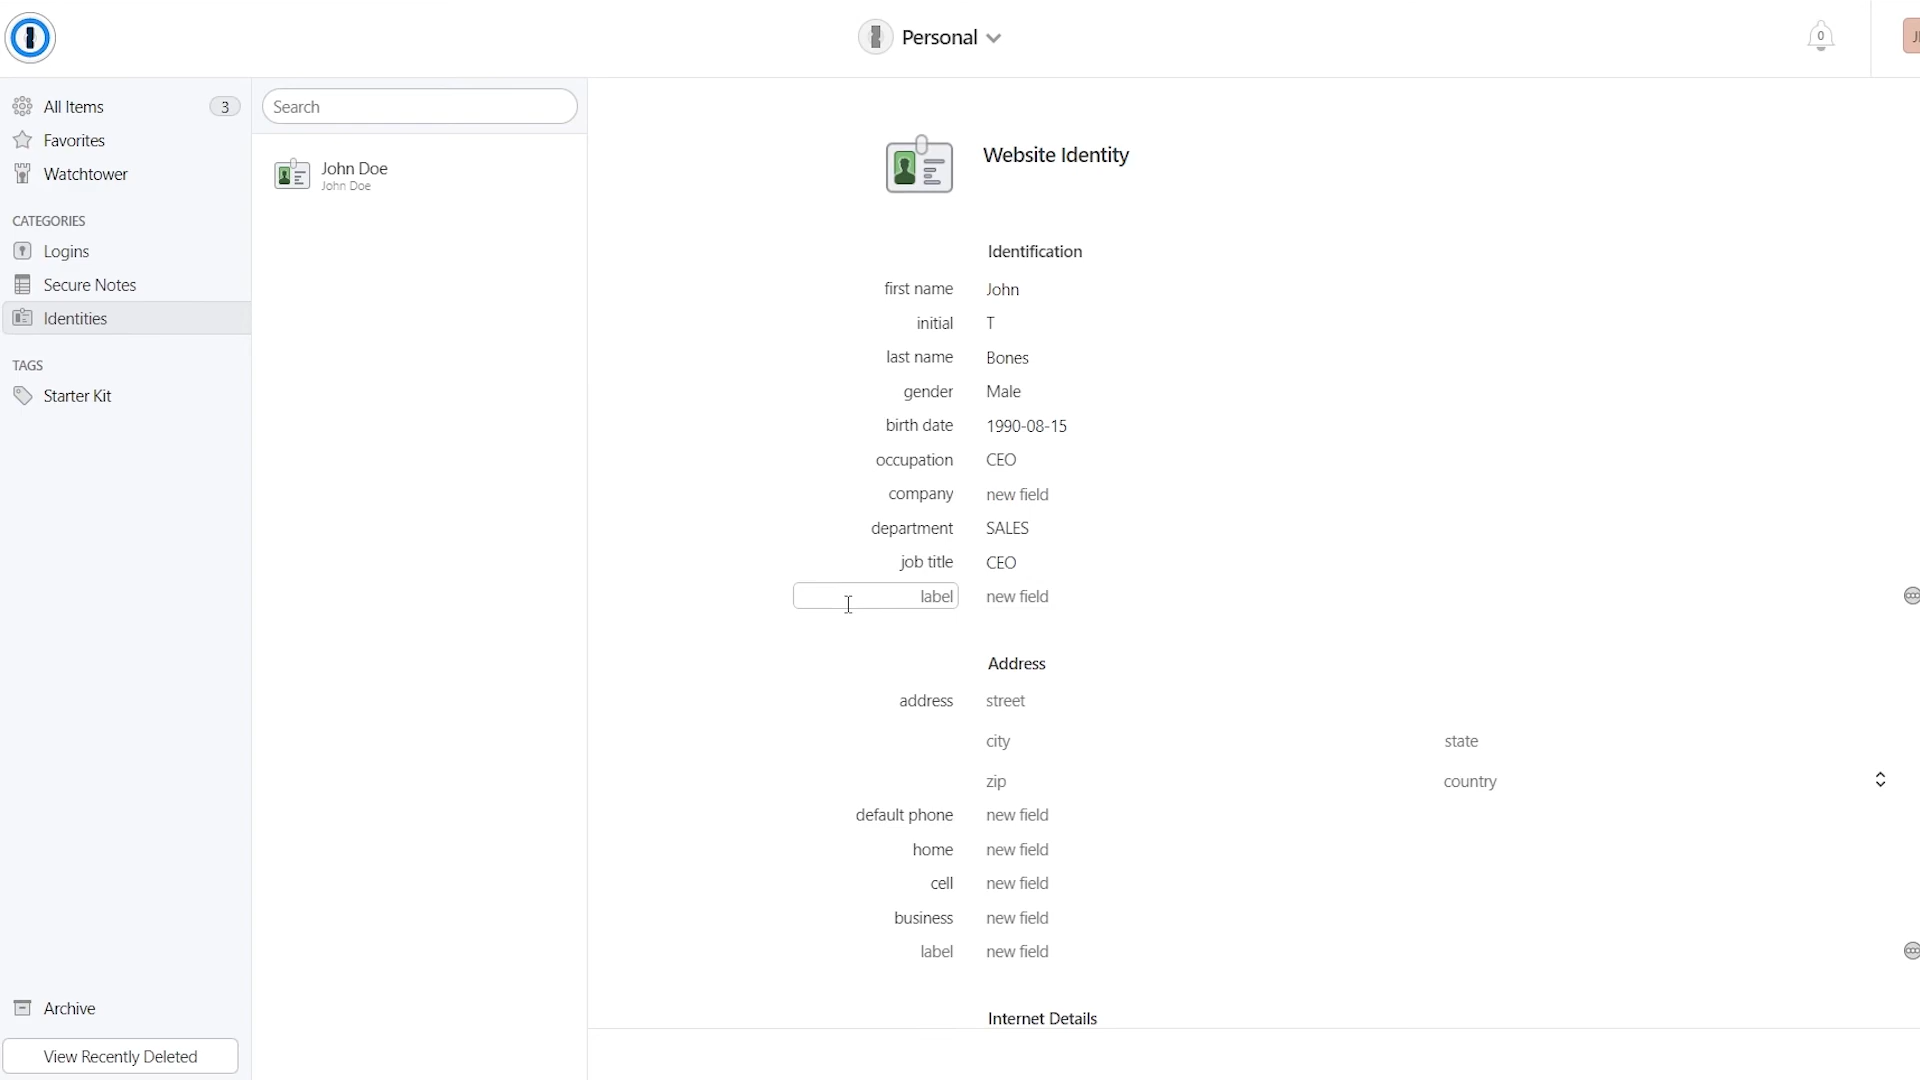 Personal
0
All Items
3
Favorites
Watchtower
CATEGORIES
Logins
Secure Notes
Identities
TAGS
Starter Kit
Archive
View Recently Deleted
Search
John Doe
John Doe
Website Identity
Identification
first name John
initial T
last name Bones
gender Male
birth date 1990-08-15
occupation CEO
company new field
department SALES
job title CEO
label new field
Address
address street
city state
zip country
default phone new field
home new field
cell new field
business new field
label new field
Internet Details